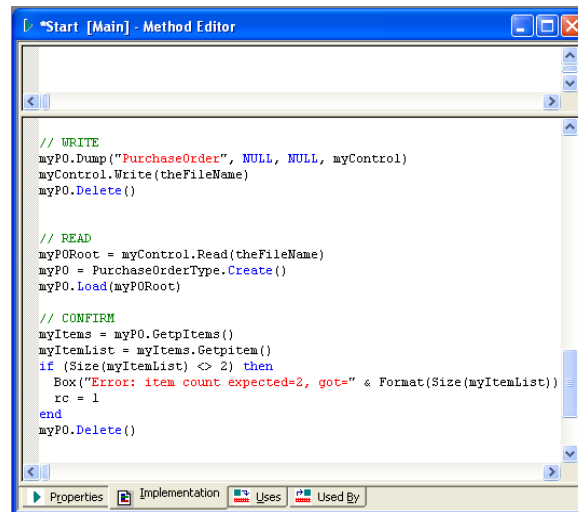 *Start [Main] - Method Editor
// WRITE
myPO.Dump("PurchaseOrder", NULL, NULL, myControl)
myControl.Write(theFileName)
myPO.Delete()
// READ
myPORoot = myControl.Read(theFileName)
myPO = PurchaseOrderType.Create()
myPO.Load(myPORoot)
// CONFIRM
myItems = myPO.GetpItems()
myItemList = myItems.Getpitem()
if (Size(myItemList) <> 2) then
Box("Error: item count expected=2, got=" & Format(Size(myItemList))
rc = 1
end
myPO.Delete()
Properties Implementation Uses Used By